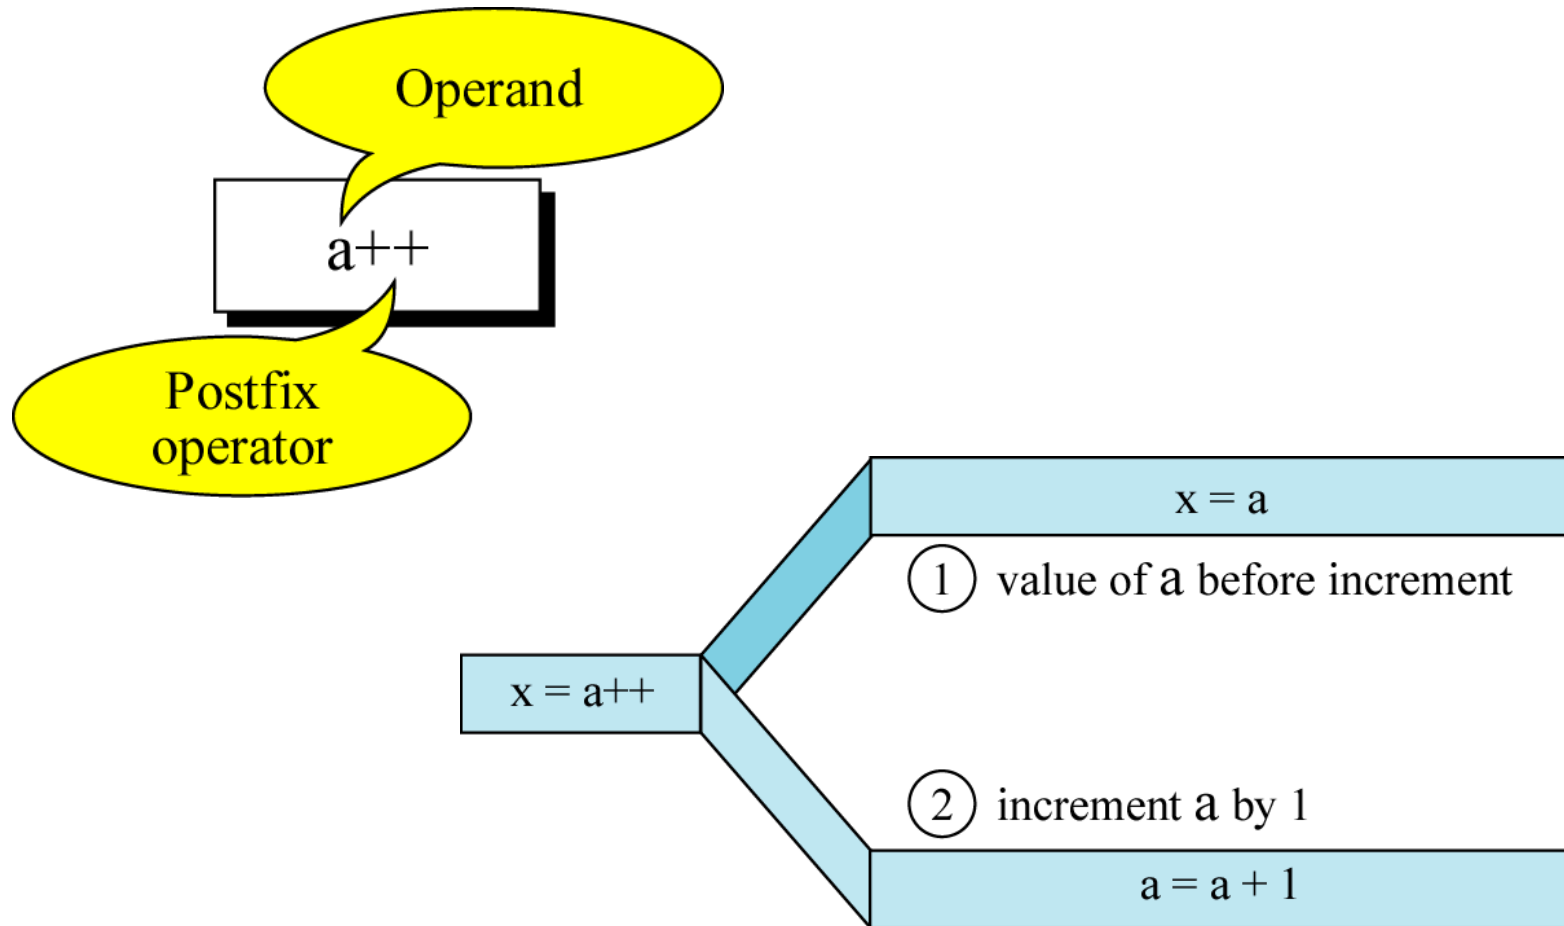 Operand
a++
Postfix
operator
x = a
1 value of a before increment
x = a++
2 increment a by 1
a = a + 1